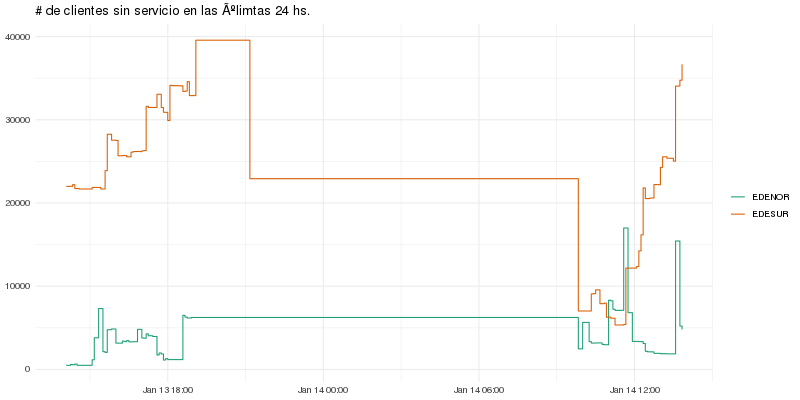 # de clientes sin servicio en las Ãºlimtas 24 hs.
40000
30000
20000
10000
0
Jan 13 18:00
Jan 14 00:00
Jan 14 06:00
Jan 14 12:00
EDENOR
EDESUR